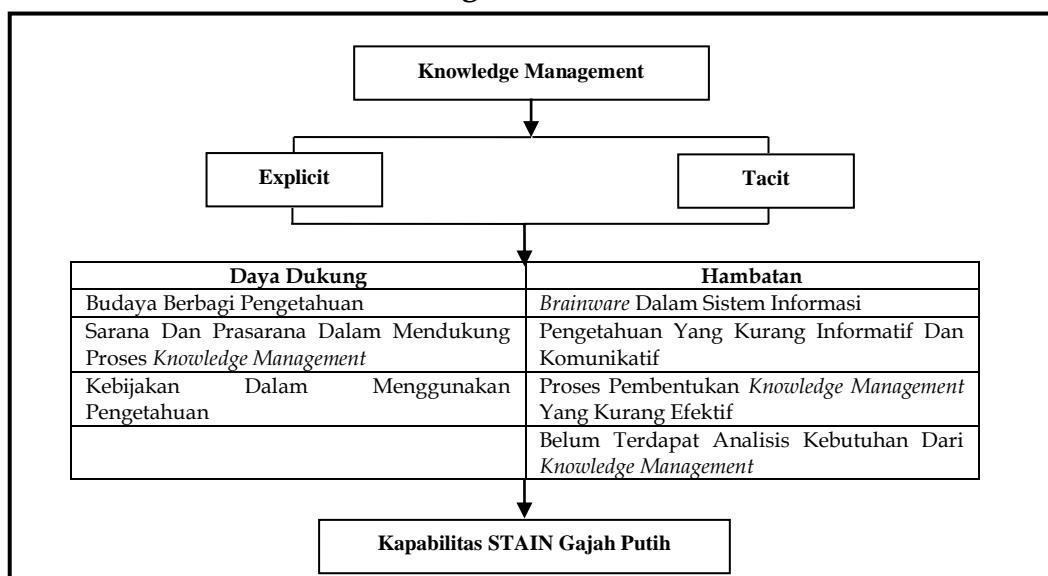 Knowledge Management
Explicit
Tacit
Daya Dukung
Hambatan
Budaya Berbagi Pengetahuan
Brainware Dalam Sistem Informasi
Sarana Dan Prasarana Dalam Mendukung
Proses Knowledge Management
Pengetahuan Yang Kurang Informatif Dan
Komunikatif
Kebijakan Dalam Menggunakan
Pengetahuan
Proses Pembentukan Knowledge Management
Yang Kurang Efektif
Belum Terdapat Analisis Kebutuhan Dari
Knowledge Management
Kapabilitas STAIN Gajah Putih